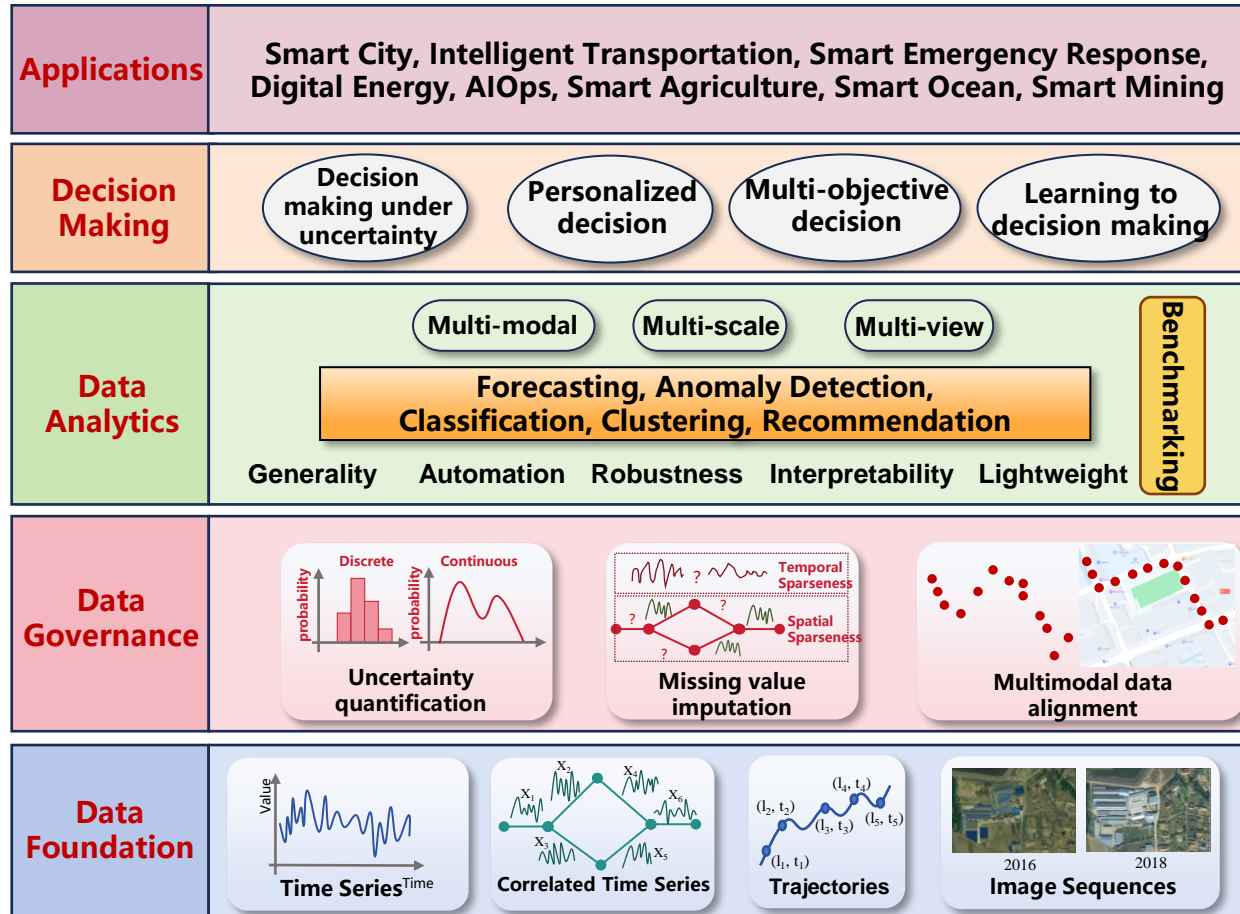 Applications
Smart City, Intelligent Transportation, Smart Emergency Response,
Digital Energy, AIOps, Smart Agriculture, Smart Ocean, Smart Mining
Decision
Making
Decision
making under
uncertainty
Personalized
decision
Multi-objective
decision
Learning to
decision making
Data
Analytics
Multi-modal
Multi-scale
Multi-view
Forecasting, Anomaly Detection,
Classification, Clustering, Recommendation
Generality
Automation
Robustness
Interpretability
Lightweight
Benchmarking
Data
Governance
probability
Discrete
probability
Continuous
Uncertainty
quantification
?
Temporal
Sparseness
?
?
?
Spatial
Sparseness
Missing value
imputation
Multimodal data
alignment
Data
Foundation
Value
Time
Time Series
X1
X2
X3
X4
X5
X6
Correlated Time Series
(l1, t1)
(l2, t2)
(l3, t3)
(l4, t4)
(l5, t5)
Trajectories
2016
2018
Image Sequences